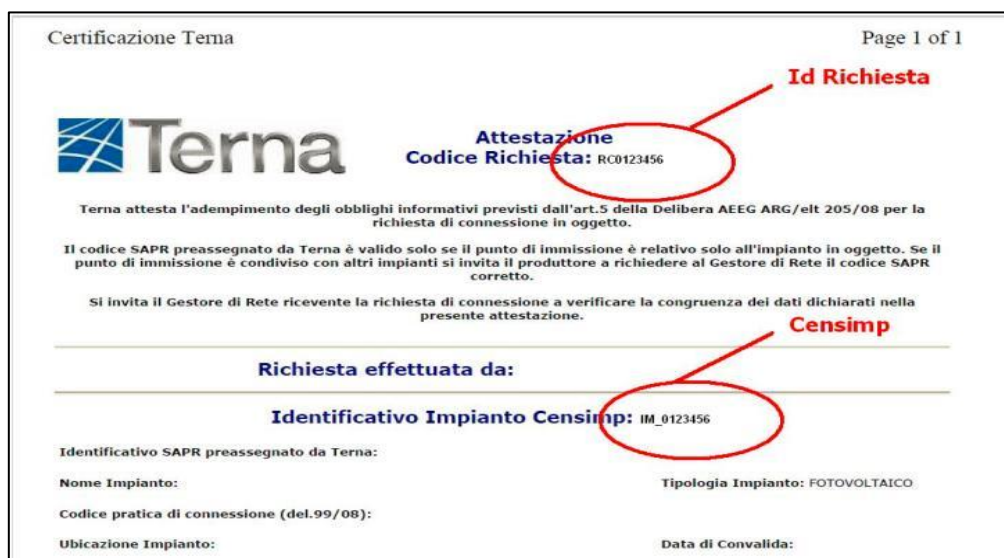 Certificazione Terna
Page 1 of 1
Id Richiesta
Terna
Attestazione
Codice Richiesta: RC0123456
Terna attesta l'adempimento degli obblighi informativi previsti dall'art.5 della Delibera AEEG ARG/elt 205/08 per la
richiesta di connessione in oggetto.
Il codice SAPR preassegnato da Terna è valido solo se il punto di immissione è relativo solo all'impianto in oggetto. Se il
punto di immissione è condiviso con altri impianti si invita il produttore a richiedere al Gestore di Rete il codice SAPR
corretto.
Si invita il Gestore di Rete ricevente la richiesta di connessione a verificare la congruenza dei dati dichiarati nella
presente attestazione.
Censimp
Richiesta effettuata da:
Identificativo Impianto Censimp: IM_0123456
Identificativo SAPR preassegnato da Terna:
Nome Impianto:
Tipologia Impianto: FOTOVOLTAICO
Codice pratica di connessione (del.99/08):
Ubicazione Impianto:
Data di Convalida: